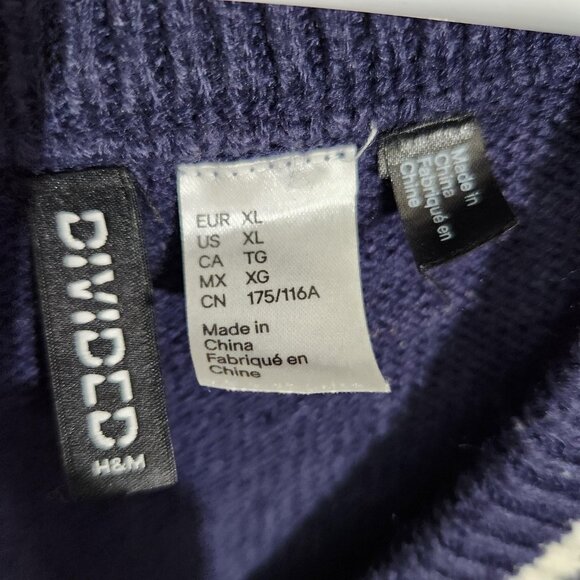 DIVIDED
H&M
EUR XL
US XL
CA TG
MX XG
CN 175/116A
Made in
China
Fabriqué en
Chine
Made in
China
Fabriqué en
Chine